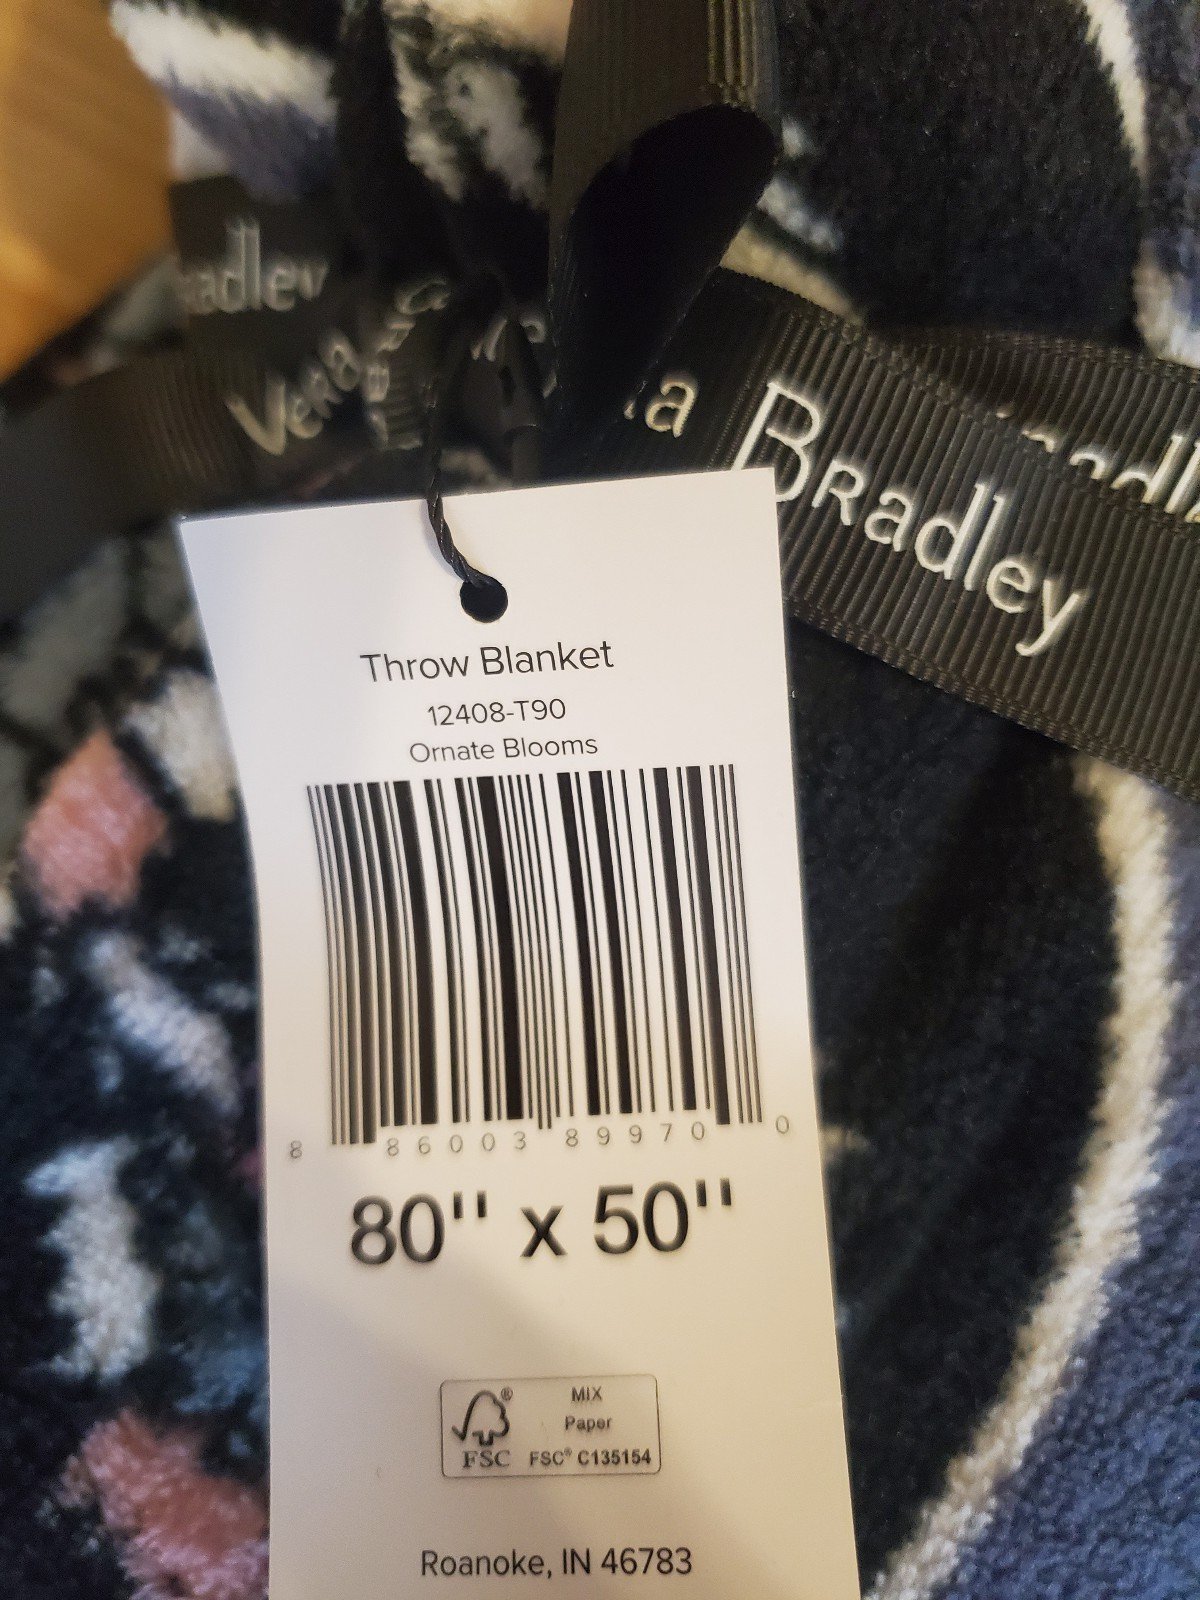 Bradley
Vera
a Bradley
Throw Blanket
12408-T90
Ornate Blooms
8 86003 89970 0
80" x 50"
MIX
Paper
FSC® C135154
® FSC
Roanoke, IN 46783